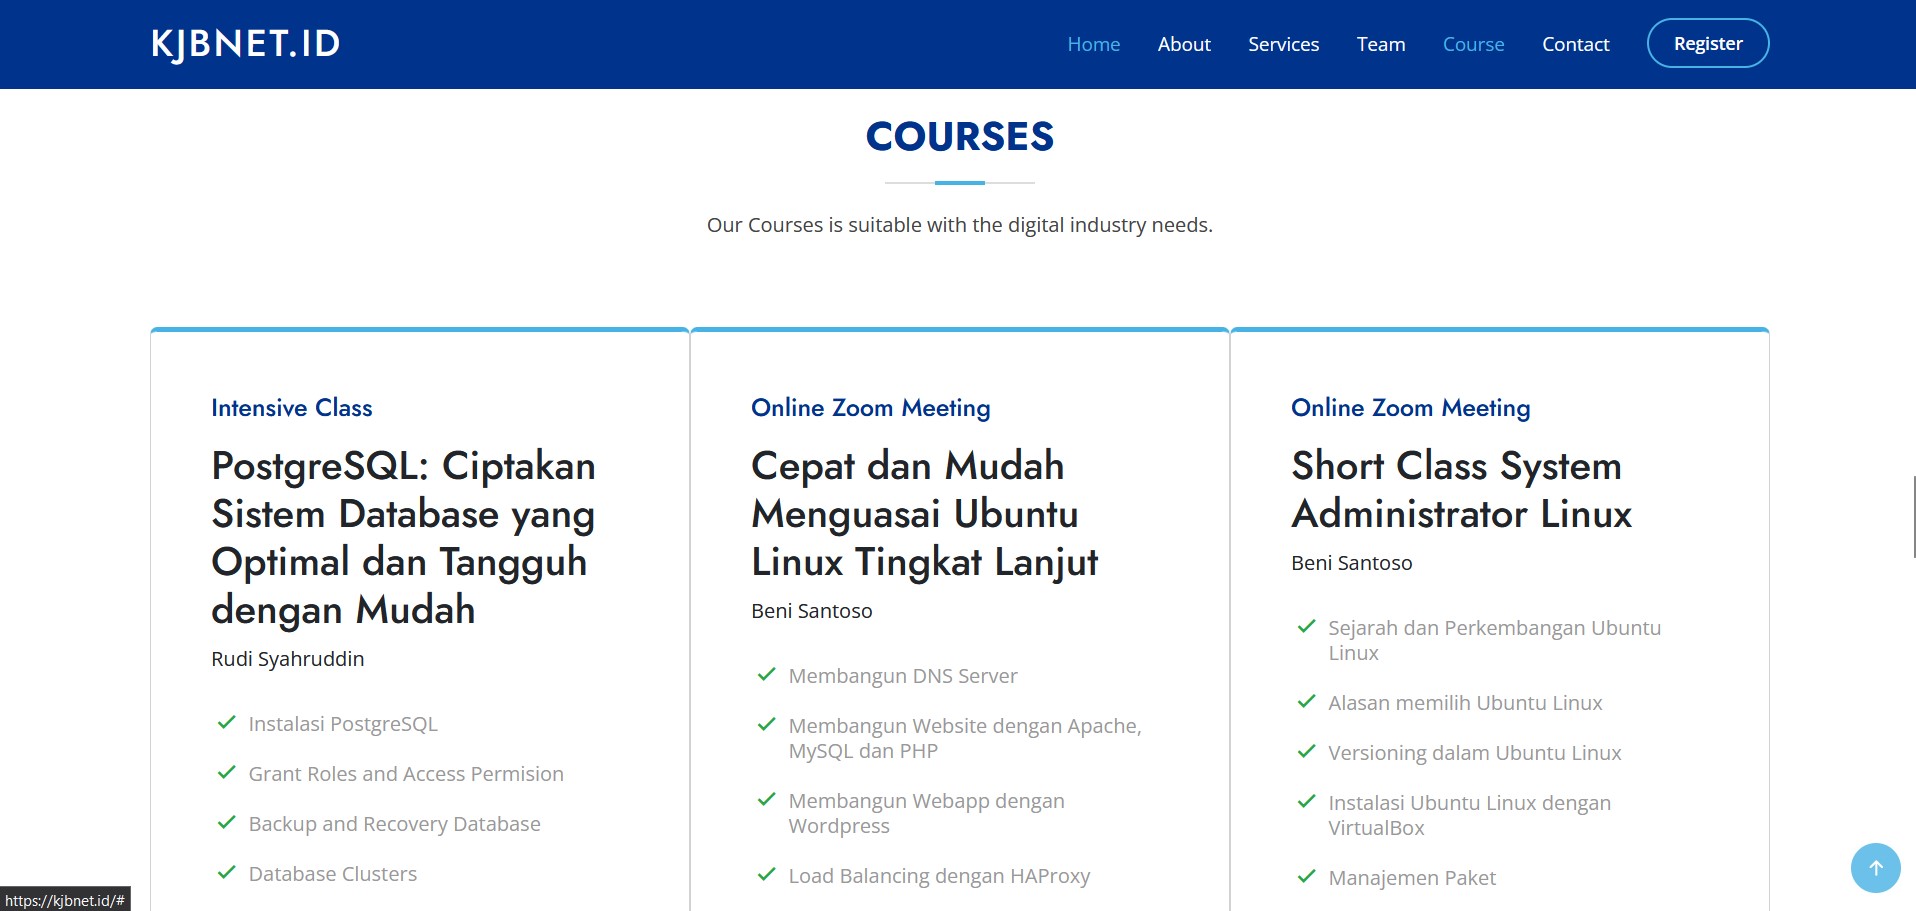 KJBNET.ID
Home About Services Team Course Contact Register
COURSES
Our Courses is suitable with the digital industry needs.
Intensive Class
PostgreSQL: Ciptakan
Sistem Database yang
Optimal dan Tangguh
dengan Mudah
Rudi Syahruddin
Instalasi PostgreSQL
Grant Roles and Access Permision
Backup and Recovery Database
Database Clusters
Online Zoom Meeting
Cepat dan Mudah
Menguasai Ubuntu
Linux Tingkat Lanjut
Beni Santoso
Membangun DNS Server
Membangun Website dengan Apache,
MySQL dan PHP
Membangun Webapp dengan
Wordpress
Load Balancing dengan HAProxy
Online Zoom Meeting
Short Class System
Administrator Linux
Beni Santoso
Sejarah dan Perkembangan Ubuntu
Linux
Alasan memilih Ubuntu Linux
Versioning dalam Ubuntu Linux
Instalasi Ubuntu Linux dengan
VirtualBox
Manajemen Paket
https://kjbnet.id/#